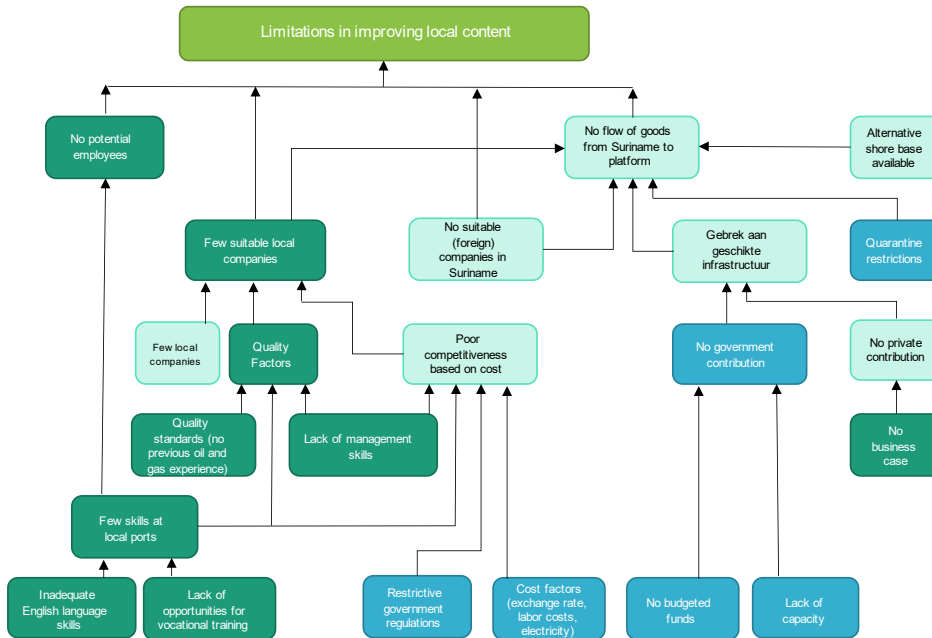 Limitations in improving local content
No potential
employees
No flow of goods
from Suriname to
platform
Alternative
shore base
available
Few suitable local
companies
No suitable
(foreign)
companies in
Suriname
Gebrek aan
geschikte
infrastructuur
Quarantine
restrictions
Few local
companies
Quality
Factors
Poor
competitiveness
based on cost
No government
contribution
No private
contribution
Quality
standards (no
previous oil and
gas experience)
Lack of management
skills
No
business
case
Few skills at
local ports
Inadequate
English language
skills
Lack of
opportunities for
vocational training
Restrictive
government
regulations
Cost factors
(exchange rate,
labor costs,
electricity)
No budgeted
funds
Lack of
capacity